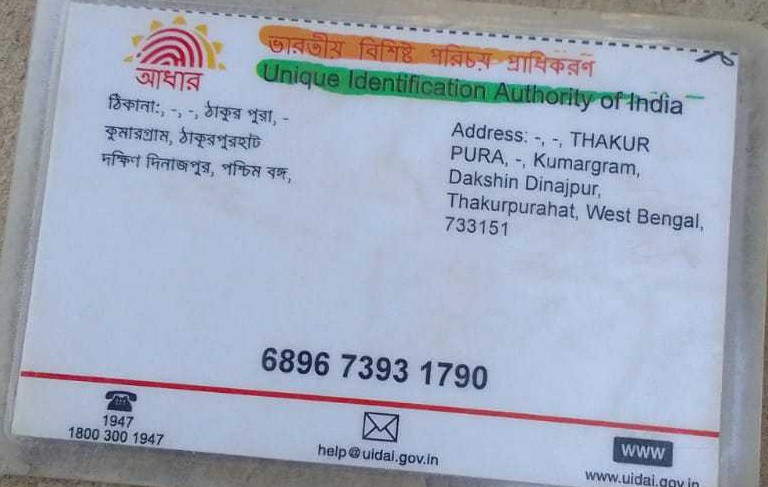 ভারতীয় বিশিষ্ট পরিচয় প্রাধিকরণ
Unique Identification Authority of India
আধার
ঠিকানা:, -, -, ঠাকুর পুরা, -
কুমারগ্রাম, ঠাকুরপুরহাট
দক্ষিণ দিনাজপুর, পশ্চিম বঙ্গ,
Address: -, -, THAKUR
PURA, -, Kumargram,
Dakshin Dinajpur,
Thakurpurahat, West Bengal,
733151
6896 7393 1790
1947
1800 300 1947
help@uidai.gov.in
www
www.uidai.gov.in